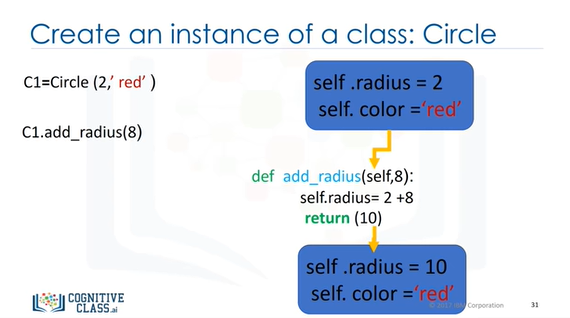 Create an instance of a class: Circle
C1=Circle (2,’ red’ )
C1.add_radius(8)
self .radius = 2
self. color =‘red’
def add_radius(self,8):
self.radius= 2 +8
return (10)
self .radius = 10
self. color =‘red’
COGNITIVE
CLASS.ai
Corporation
31